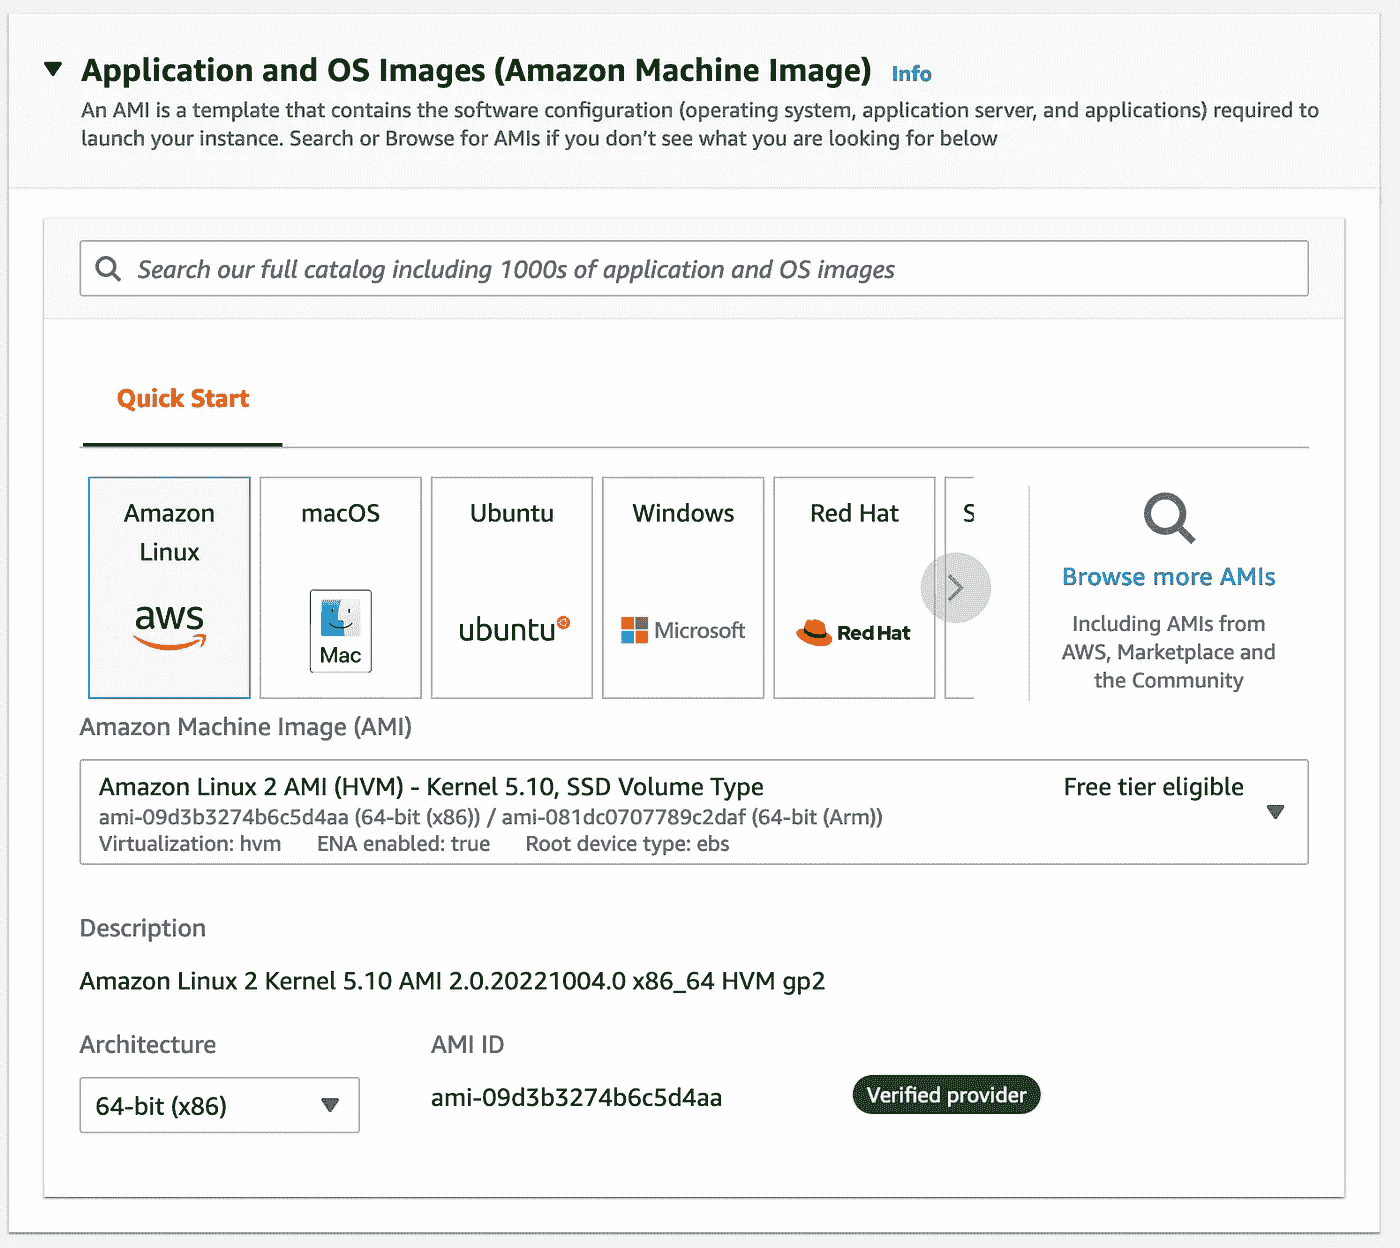 Application and OS Images (Amazon Machine Image) Info
An AMI is a template that contains the software configuration (operating system, application server, and applications) required to
launch your instance. Search or Browse for AMIs if you don’t see what you are looking for below
Search our full catalog including 1000s of application and OS images
Quick Start
Amazon
Linux
aws
macOS
Mac
Ubuntu
ubuntu
Windows
Microsoft
Red Hat
Red Hat
S
Browse more AMIs
Including AMIs from
AWS, Marketplace and
the Community
Amazon Machine Image (AMI)
Amazon Linux 2 AMI (HVM) - Kernel 5.10, SSD Volume Type
Free tier eligible
ami-09d3b3274b6c5d4aa (64-bit (x86)) / ami-081dc0707789c2daf (64-bit (Arm))
Virtualization: hvm ENA enabled: true Root device type: ebs
Description
Amazon Linux 2 Kernel 5.10 AMI 2.0.20221004.0 x86_64 HVM gp2
Architecture
AMI ID
64-bit (x86)
ami-09d3b3274b6c5d4aa
Verified provider